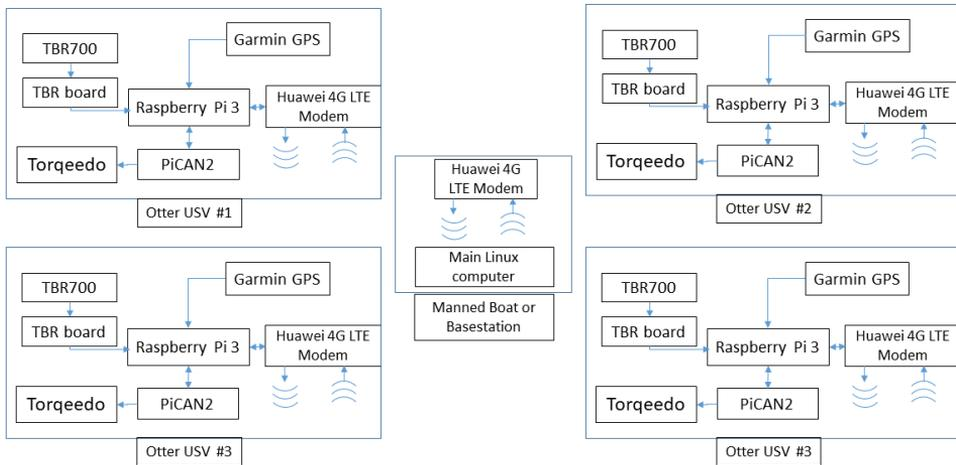 TBR700
Garmin GPS
TBR board
Raspberry Pi 3
Huawei 4G LTE
Modem
Torqeedo
PiCAN2
Otter USV #1
TBR700
Garmin GPS
TBR board
Raspberry Pi 3
Huawei 4G LTE
Modem
Torqeedo
PiCAN2
Otter USV #2
Huawei 4G
LTE Modem
Main Linux
computer
Manned Boat or
Basestation
TBR700
Garmin GPS
TBR board
Raspberry Pi 3
Huawei 4G LTE
Modem
Torqeedo
PiCAN2
Otter USV #3
TBR700
Garmin GPS
TBR board
Raspberry Pi 3
Huawei 4G LTE
Modem
Torqeedo
PiCAN2
Otter USV #3